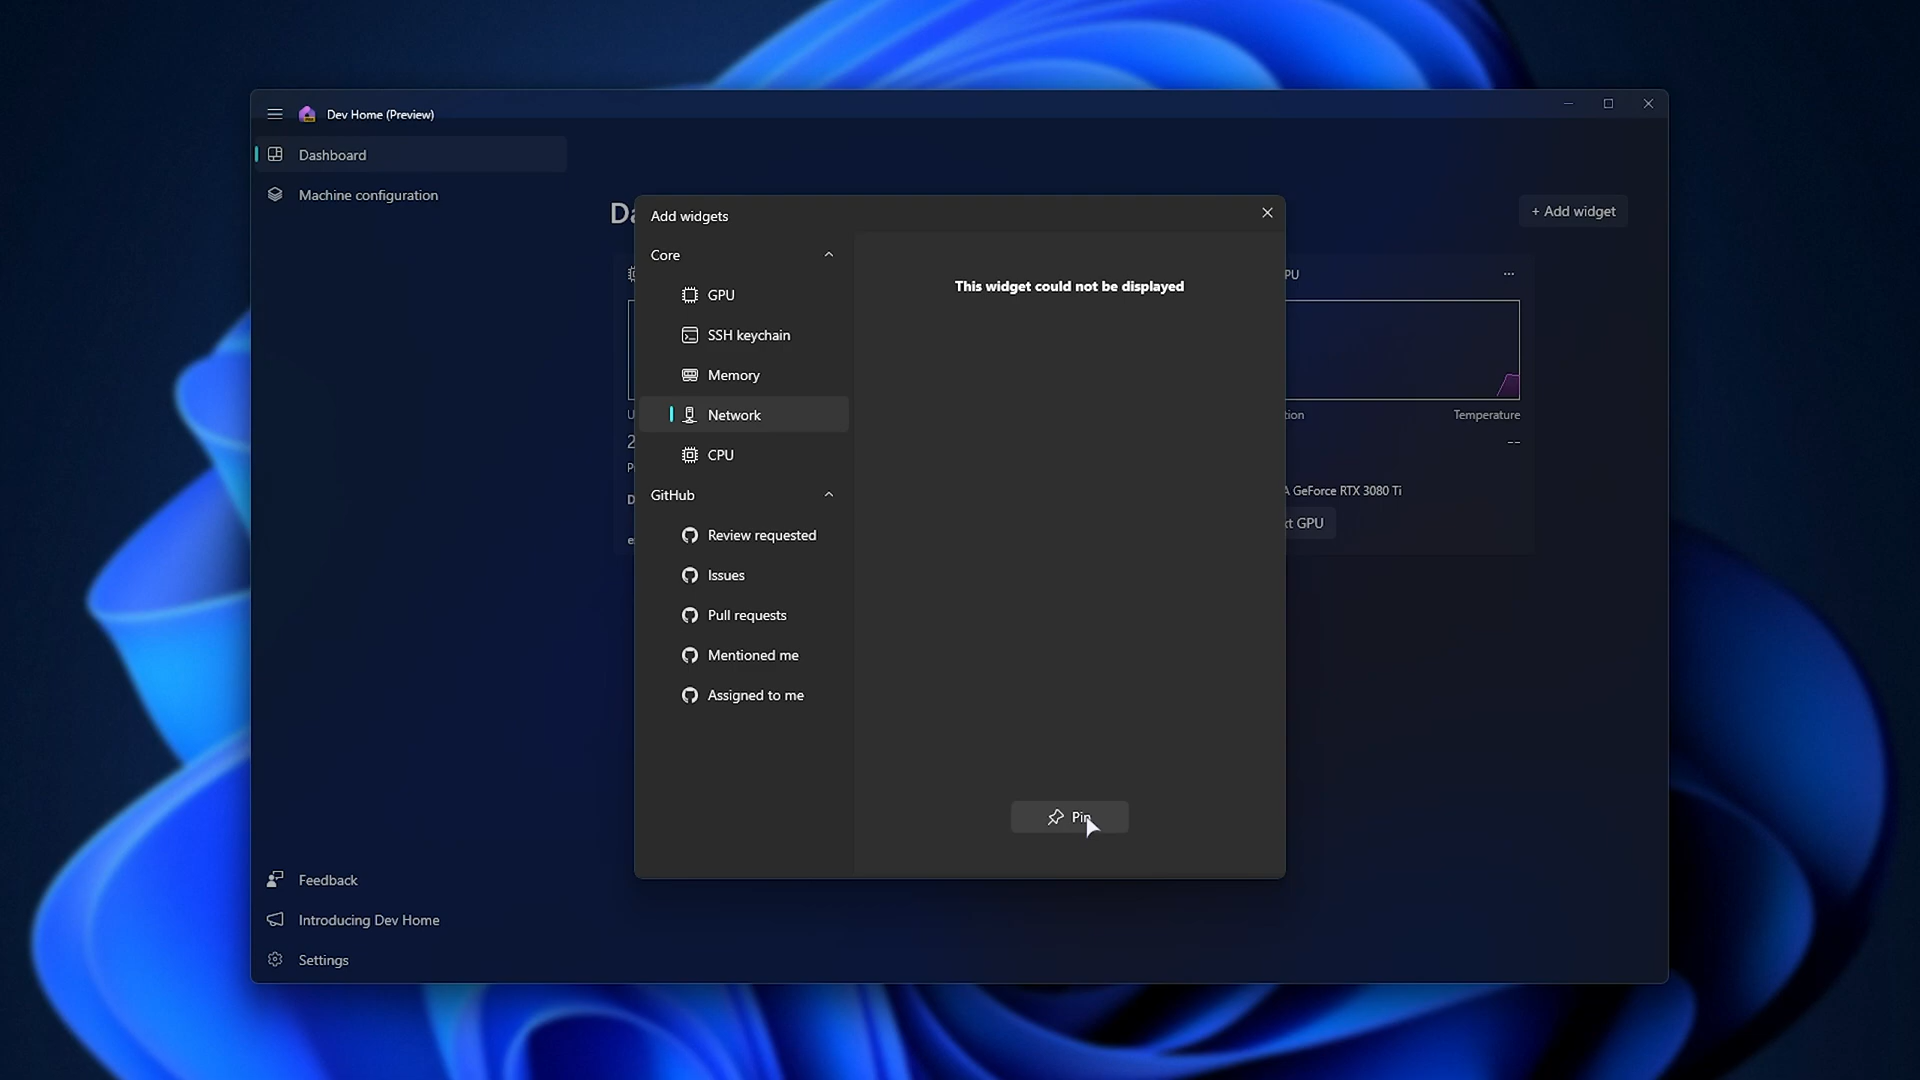 Dev Home (Preview)
Dashboard
Machine configuration
+ Add widget
Add widgets
Core
GPU
SSH keychain
Memory
Network
CPU
GitHub
Review requested
Issues
Pull requests
Mentioned me
Assigned to me
This widget could not be displayed
Pin
Temperature
--
GeForce RTX 3080 Ti
GPU
Feedback
Introducing Dev Home
Settings